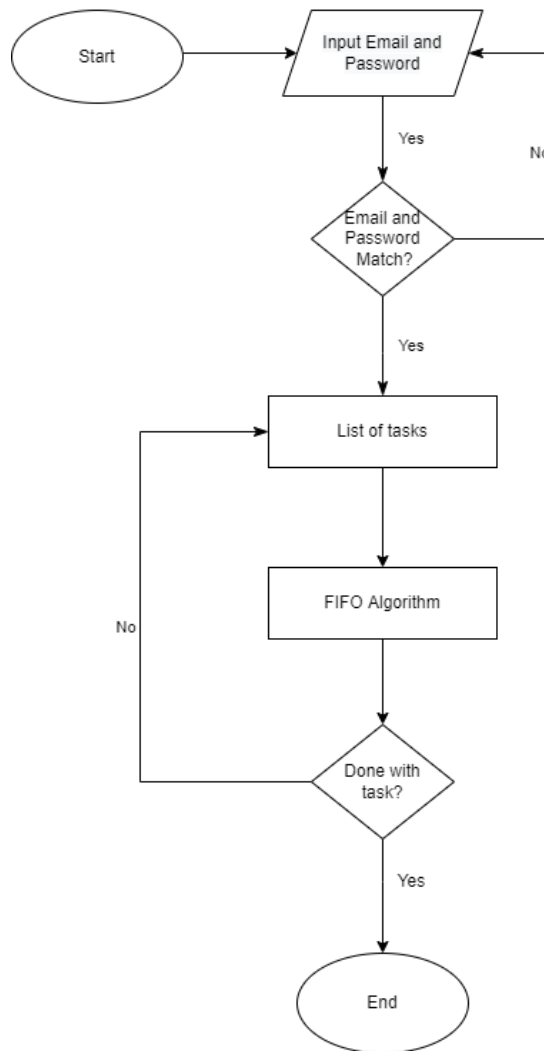 Start
Input Email and
Password
Yes
No
Email and
Password
Match?
Yes
List of tasks
FIFO Algorithm
No
Done with
task?
Yes
End